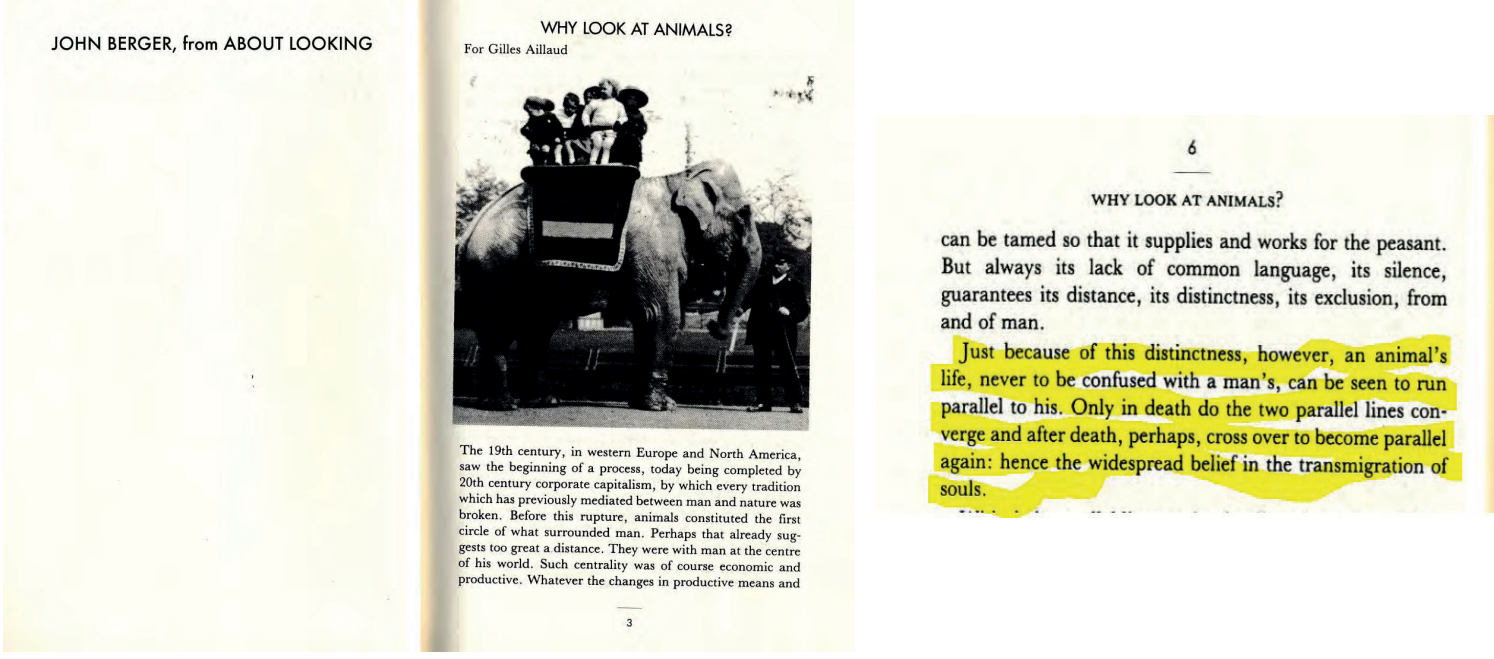 JOHN BERGER, from ABOUT LOOKING
WHY LOOK AT ANIMALS?
For Gilles Aillaud
The 19th century, in western Europe and North America,
saw the beginning of a process, today being completed by
20th century corporate capitalism, by which every tradition
which has previously mediated between man and nature was
broken. Before this rupture, animals constituted the first
circle of what surrounded man. Perhaps that already sug-
gests too great a distance. They were with man at the centre
of his world. Such centrality was of course economic and
productive. Whatever the changes in productive means and
3
6
WHY LOOK AT ANIMALS?
can be tamed so that it supplies and works for the peasant.
But always its lack of common language, its silence,
guarantees its distance, its distinctness, its exclusion, from
and of man.
Just because of this distinctness, however, an animal's
life, never to be confused with a man's, can be seen to run
parallel to his. Only in death do the two parallel lines con-
verge and after death, perhaps, cross over to become parallel
again: hence the widespread belief in the transmigration of
souls.